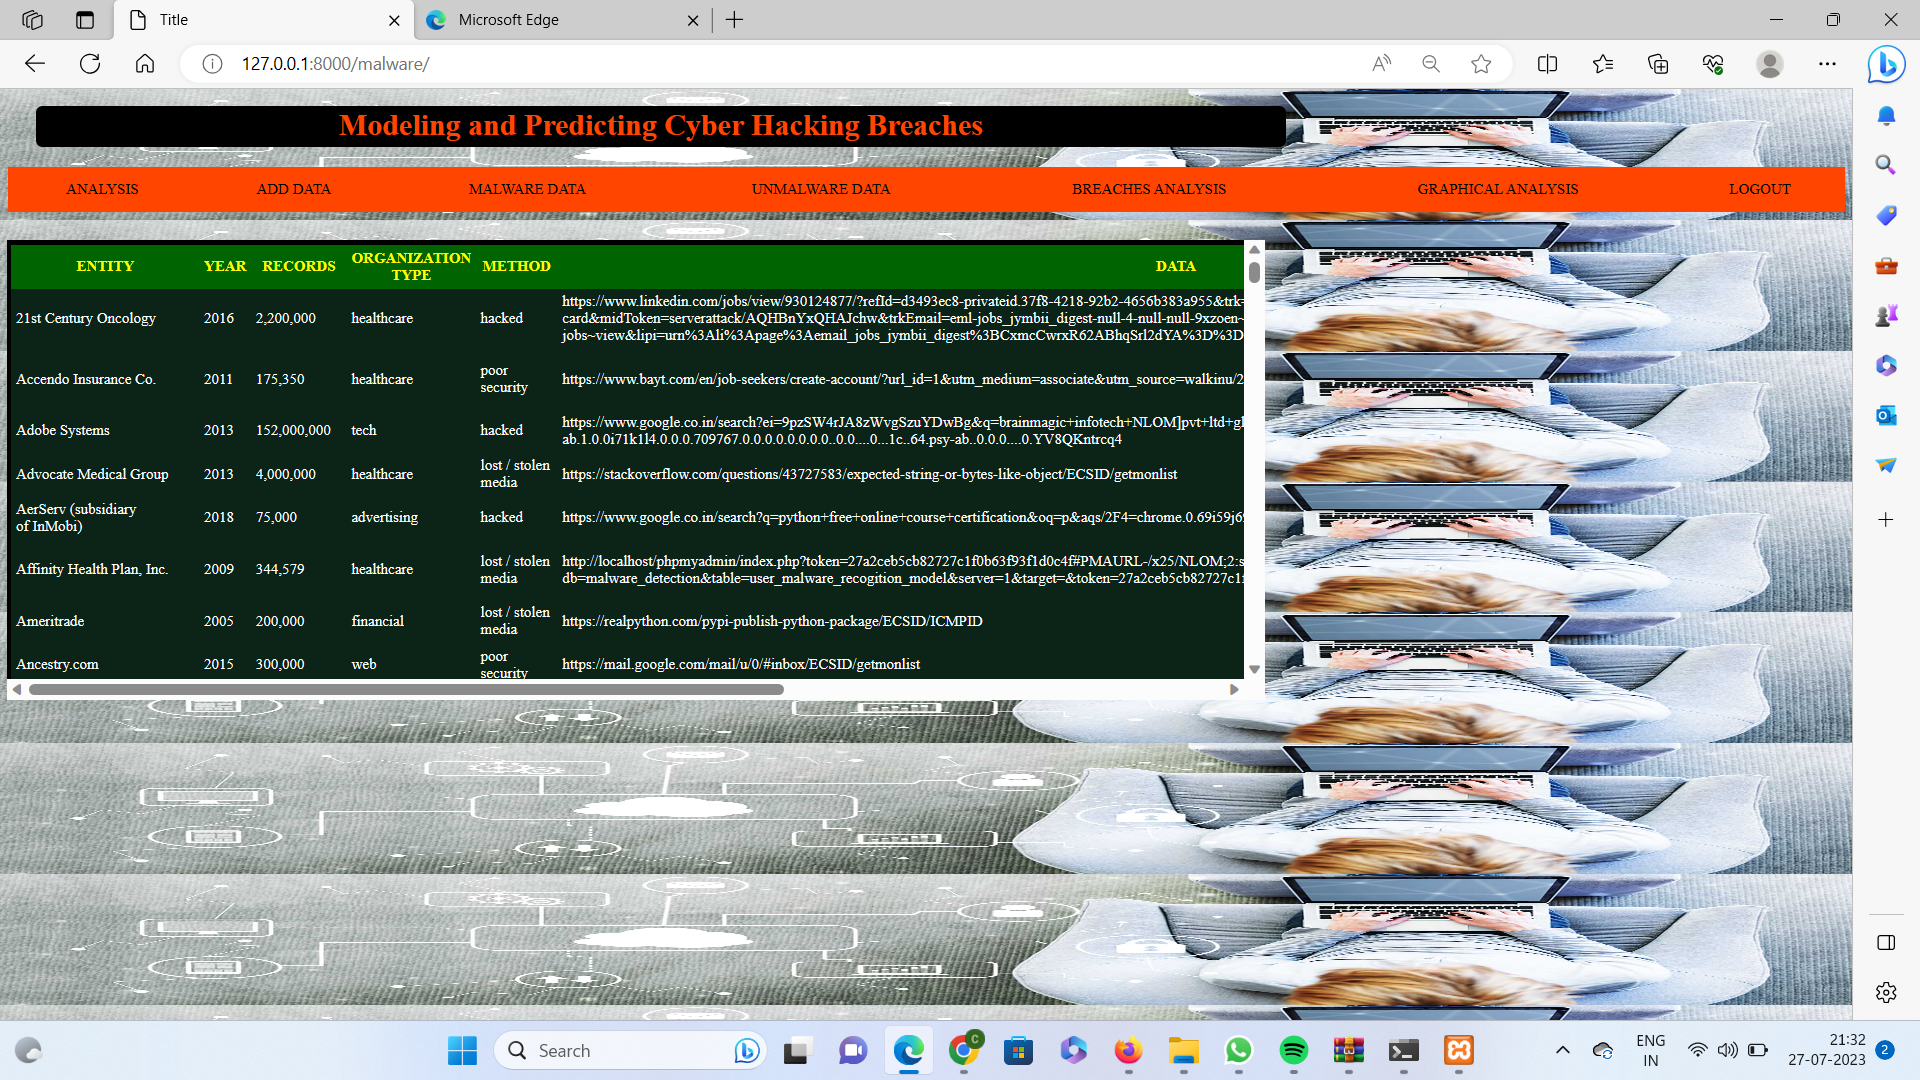 Title
Microsoft Edge
127.0.0.1:8000/malware/
Modeling and Predicting Cyber Hacking Breaches
ANALYSIS ADD DATA MALWARE DATA UNMALWARE DATA BREACHES ANALYSIS GRAPHICAL ANALYSIS LOGOUT
ENTITY YEAR RECORDS ORGANIZATION TYPE METHOD DATA
21st Century Oncology 2016 2,200,000 healthcare hacked
https://www.linkedin.com/jobs/view/930124877/?refId=d3493ec8-privateid.37f8-4218-92b2-4656b383a955&trk=
card&midToken=serverattack/AQHBnYxQHAJchw&trkEmail=eml-jobs_jymbii_digest-null-4-null-null-9xzoen~
jobs~view&lipi=urn%3Ali%3Apage%3Aemail_jobs_jymbii_digest%3BCxmcCwrxR62ABhqSrl2dYA%3D%3D
Accendo Insurance Co. 2011 175,350 healthcare poor security https://www.bayt.com/en/job-seekers/create-account/?url_id=1&utm_medium=associate&utm_source=walkinu/2
Adobe Systems 2013 152,000,000 tech hacked
https://www.google.co.in/search?ei=9pzSW4rJA8zWvgSzuYDwBg&q=brainmagic+infotech+NLOM]pvt+ltd+gl
ab.1.0.0i71k1l4.0.0.0.709767.0.0.0.0.0.0.0.0..0.0....0...1c..64.psy-ab..0.0.0....0.YV8QKntrcq4
Advocate Medical Group 2013 4,000,000 healthcare lost / stolen media https://stackoverflow.com/questions/43727583/expected-string-or-bytes-like-object/ECSID/getmonlist
AerServ (subsidiary of InMobi) 2018 75,000 advertising hacked https://www.google.co.in/search?q=python+free+online+course+certification&oq=p&aqs/2F4=chrome.0.69i59j6
Affinity Health Plan, Inc. 2009 344,579 healthcare lost / stolen media
http://localhost/phpmyadmin/index.php?token=27a2ceb5cb82727c1f0b63f93f1d0c4f#PMAURL-/x25/NLOM;2:s
db=malware_detection&table=user_malware_recogition_model&server=1&target=&token=27a2ceb5cb82727c1
Ameritrade 2005 200,000 financial lost / stolen media https://realpython.com/pypi-publish-python-package/ECSID/ICMPID
Ancestry.com 2015 300,000 web poor security https://mail.google.com/mail/u/0/#inbox/ECSID/getmonlist
Search
ENG
IN
21:32
27-07-2023
2